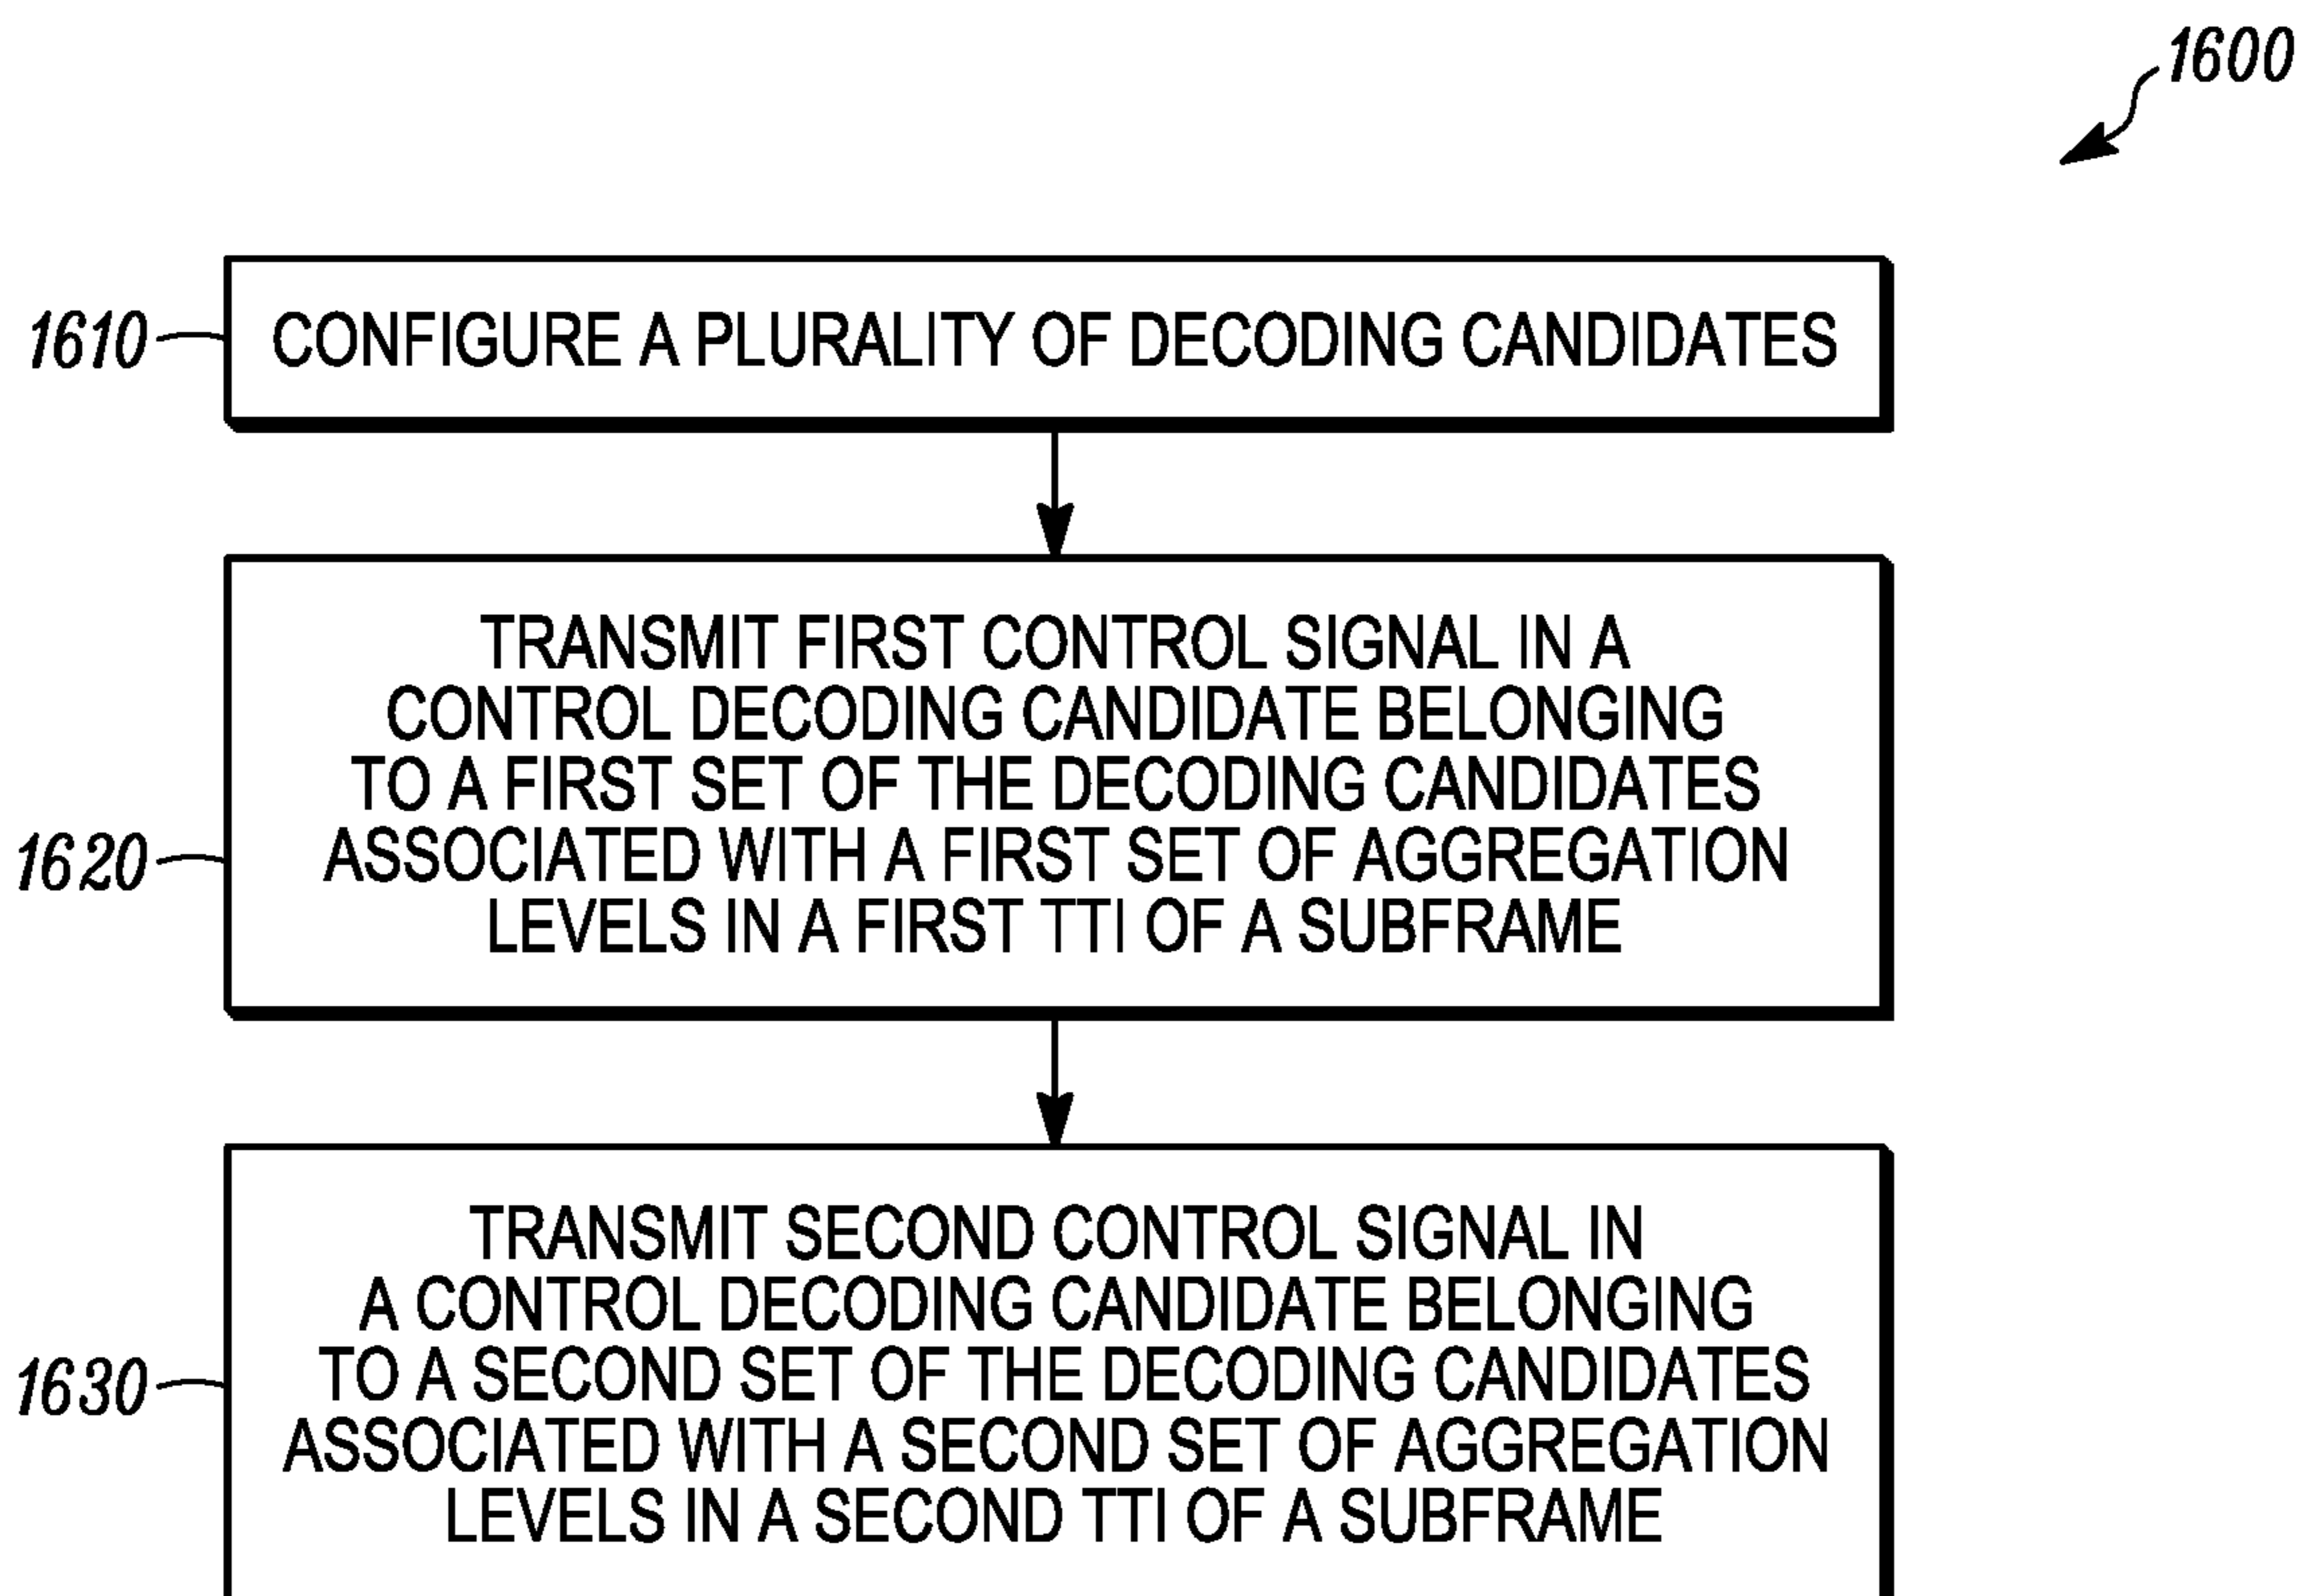 1600
1610
CONFIGURE A PLURALITY OF DECODING CANDIDATES
TRANSMIT FIRST CONTROL SIGNAL IN A
CONTROL DECODING CANDIDATE BELONGING
TO A FIRST SET OF THE DECODING CANDIDATES
1620
ASSOCIATED WITH A FIRST SET OF AGGREGATION
LEVELS IN A FIRST TTI OF A SUBFRAME
TRANSMIT SECOND CONTROL SIGNAL IN
A CONTROL DECODING CANDIDATE BELONGING
1630
TO A SECOND SET OF THE DECODING CANDIDATES
ASSOCIATED WITH A SECOND SET OF AGGREGATION
LEVELS IN A SECOND TTI OF A SUBFRAME